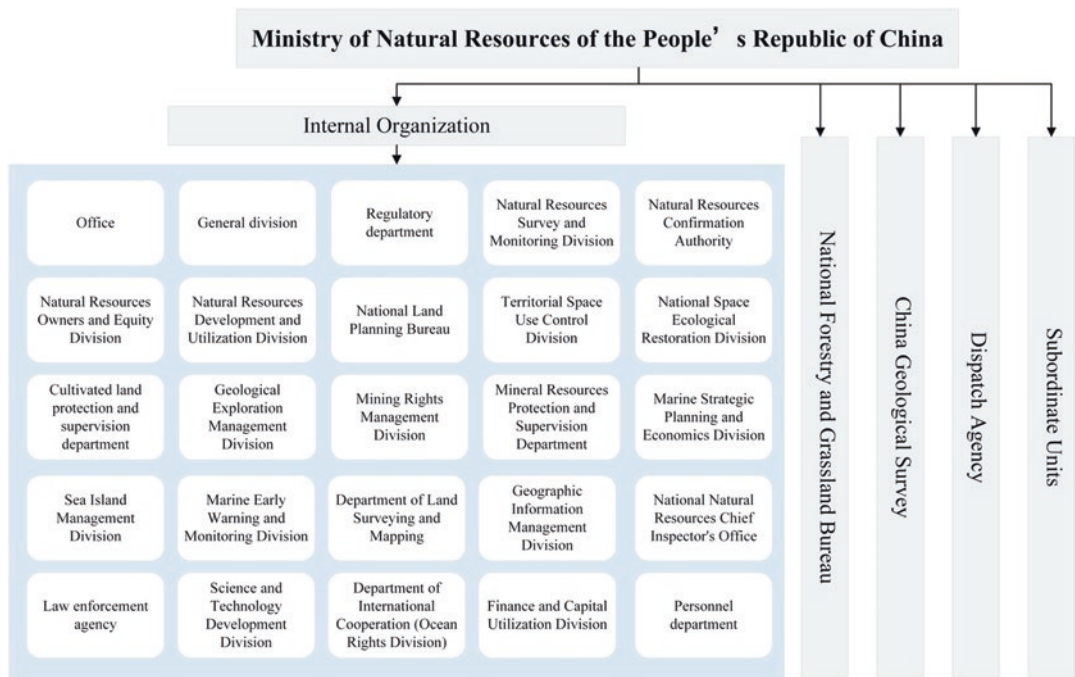 Ministry of Natural Resources of the People’ s Republic of China
Internal Organization
Office
General division
Regulatory
department
Natural Resources
Survey and
Monitoring Division
Natural Resources
Confirmation
Authority
Natural Resources
Owners and Equity
Division
Natural Resources
Development and
Utilization Division
National Land
Planning Bureau
Territorial Space
Use Control
Division
National Space
Ecological
Restoration Division
Cultivated land
protection and
supervision
department
Geological
Exploration
Management
Division
Mining Rights
Management
Division
Mineral Resources
Protection and
Supervision
Department
Marine Strategic
Planning and
Economics Division
Sea Island
Management
Division
Marine Early
Warning and
Monitoring Division
Department of Land
Surveying and
Mapping
Geographic
Information
Management
Division
National Natural
Resources Chief
Inspector's Office
Law enforcement
agency
Science and
Technology
Development
Division
Department of
International
Cooperation (Ocean
Rights Division)
Finance and Capital
Utilization Division
Personnel
department
National Forestry and Grassland Bureau
China Geological Survey
Dispatch Agency
Subordinate Units